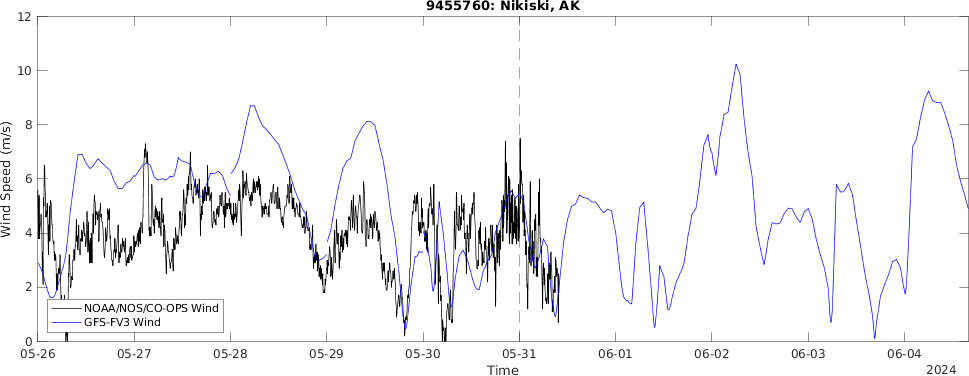 9455760: Nikiski, AK
12
10
8
6
4
2
0
Wind Speed (m/s)
NOAA/NOS/CO-OPS Wind
GFS-FV3 Wind
05-26 05-27 05-28 05-29 05-30 05-31 06-01 06-02 06-03 06-04
Time
2024